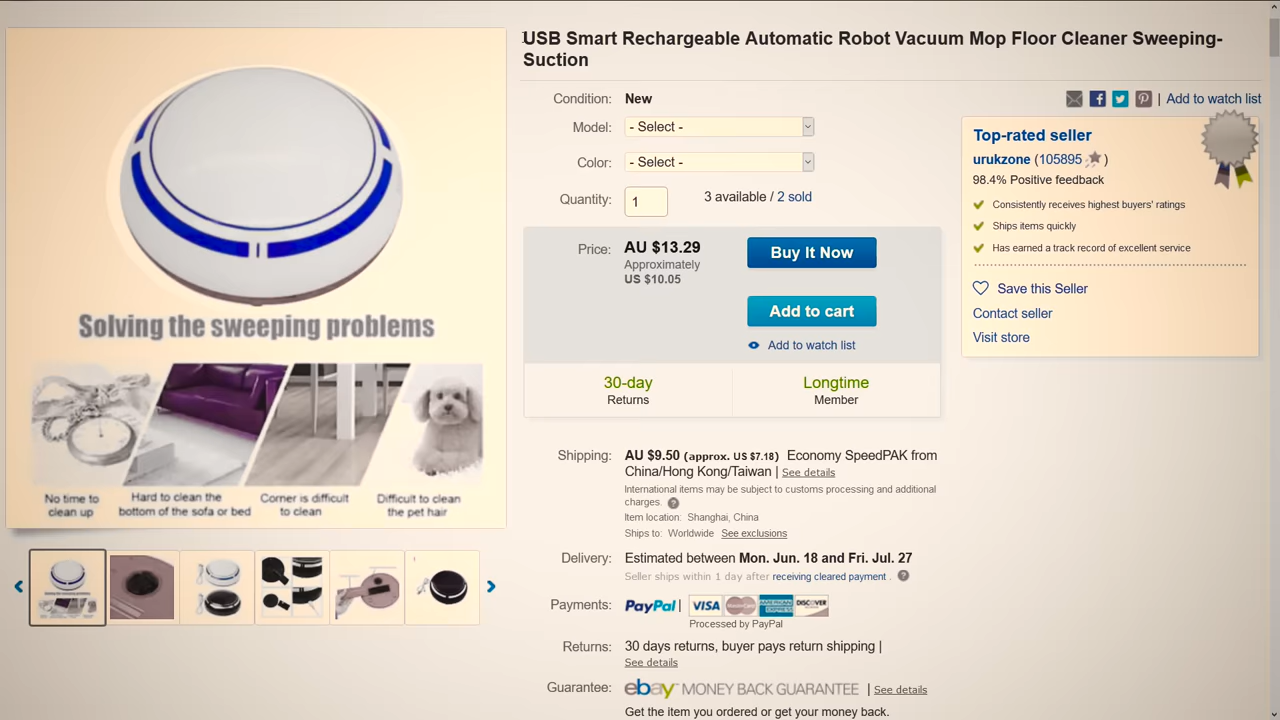 USB Smart Rechargeable Automatic Robot Vacuum Mop Floor Cleaner Sweeping-
Suction
Condition: New
Model: - Select -
Color: - Select -
Quantity: 1 3 available / 2 sold
Price: AU $13.29
Approximately
US $10.05
Buy It Now
Add to cart
Add to watch list
30-day
Returns
Longtime
Member
Shipping: AU $9.50 (approx. US $7.18) Economy SpeedPAK from
China/Hong Kong/Taiwan | See details
International items may be subject to customs processing and additional
charges. ?
Item location: Shanghai, China
Ships to: Worldwide See exclusions
Delivery: Estimated between Mon. Jun. 18 and Fri. Jul. 27
Seller ships within 1 day after receiving cleared payment . ?
Payments: PayPal | VISA MasterCard AMERICAN EXPRESS DISCOVER
Processed by PayPal
Returns: 30 days returns, buyer pays return shipping |
See details
Guarantee: ebay MONEY BACK GUARANTEE | See details
Get the item you ordered or get your money back.
| Add to watch list
Top-rated seller
urukzone (105895 )
98.4% Positive feedback
Consistently receives highest buyers' ratings
Ships items quickly
Has earned a track record of excellent service
Save this Seller
Contact seller
Visit store
Solving the sweeping problems
No time to
clean up
Hard to clean the
bottom of the sofa or bed
Corner is difficult
to clean
Difficult to clean
the pet hair